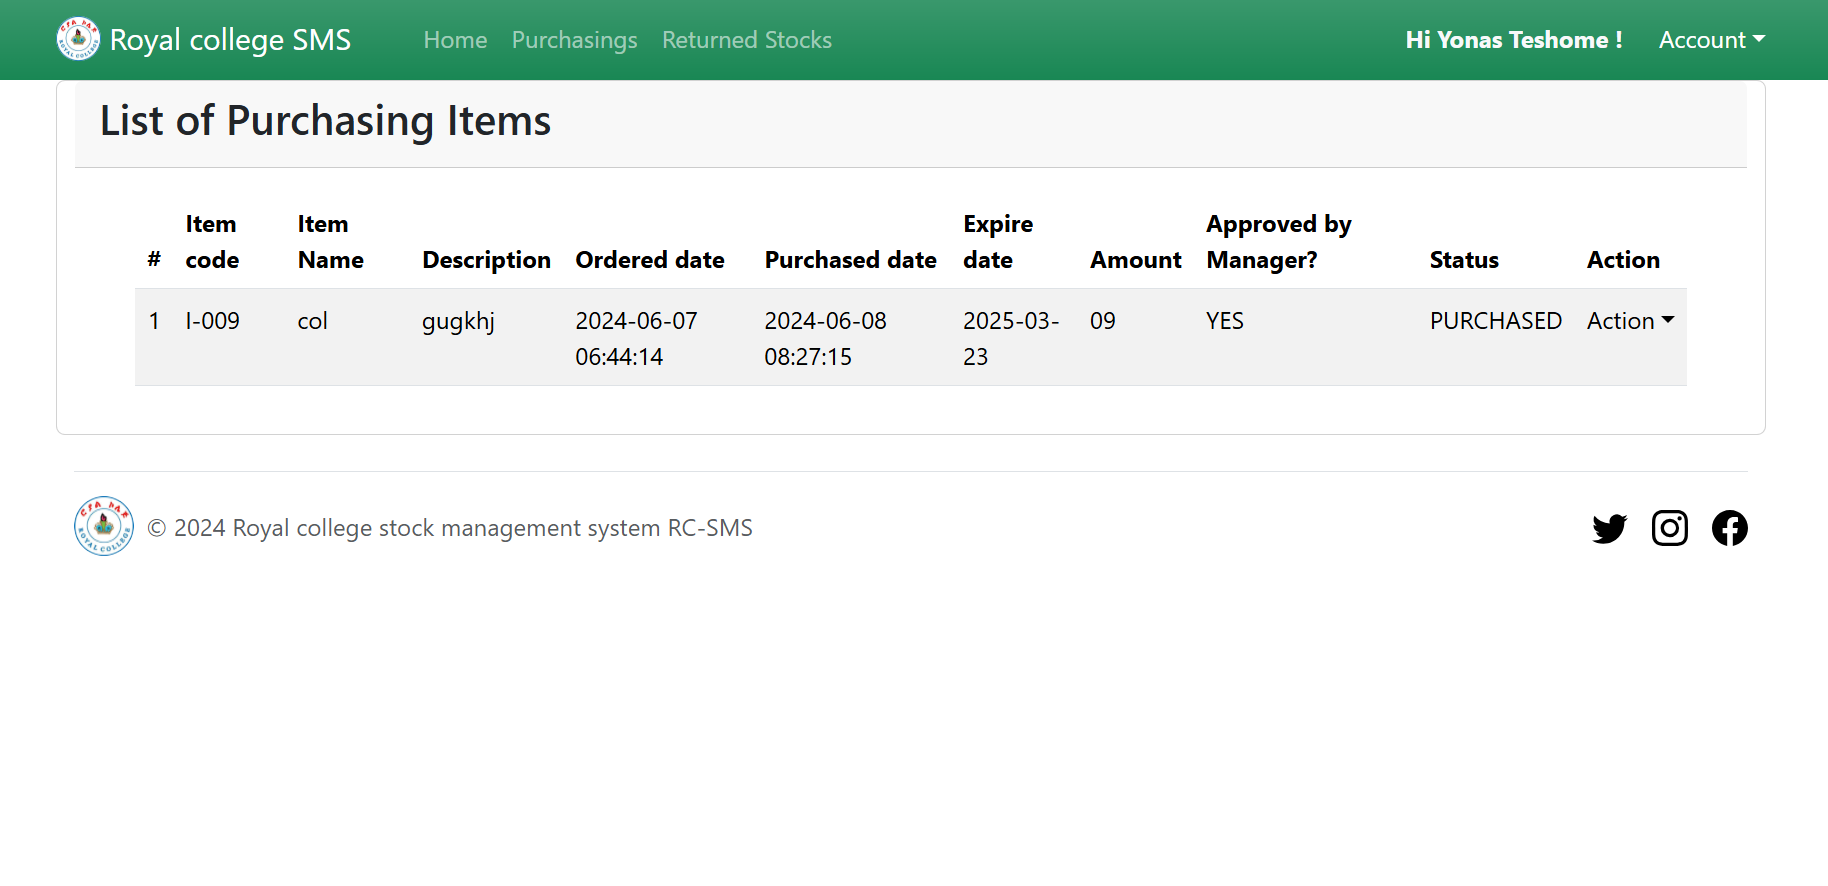 Royal college SMS Home Purchasings Returned Stocks Hi Yonas Teshome ! Account
List of Purchasing Items
# Item code Item Name Description Ordered date Purchased date Expire date Amount Approved by Manager? Status Action
1 I-009 col gugkhj 2024-06-07 06:44:14 2024-06-08 08:27:15 2025-03-23 09 YES PURCHASED Action
© 2024 Royal college stock management system RC-SMS
ROYAL COLLEGE